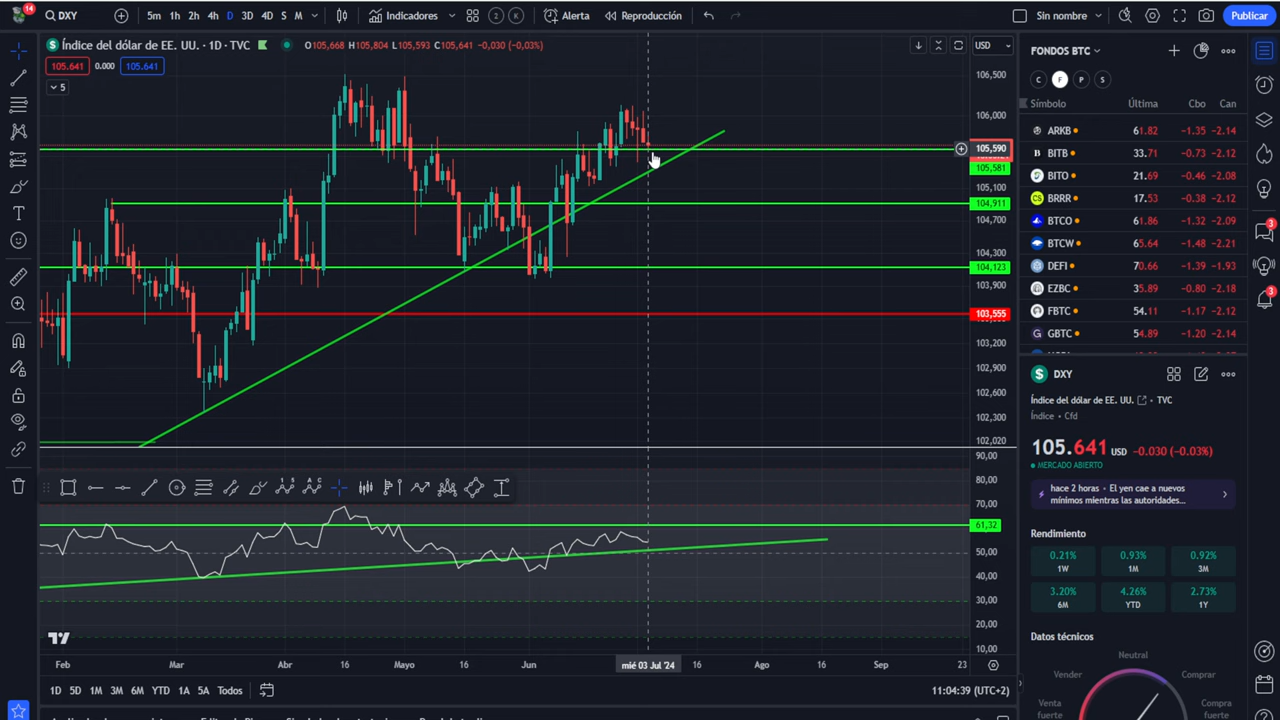 14
DXY
5m 1h 2h 4h D 3D 4D S M
Indicadores
2 K
Alerta
Reproducción
Sin nombre
Publicar
Índice del dólar de EE. UU. · 1D · TVC
O105,668 H105,804 L105,593 C105,641 -0,030 (-0,03%)
105.641 0.000 105.641
5
USD
106,500
106,000
105,590
105,581
105,100
104,911
104,700
104,300
104,123
103,900
103,555
103,200
102,900
102,600
102,300
102,020
90,00
80,00
70,00
61,32
50,00
40,00
30,00
20,00
10,00
Feb Mar Abr 16 Mayo 16 Jun mié 03 Jul '24 16 Ago 16 Sep 23
1D 5D 1M 3M 6M YTD 1A 5A Todos
11:04:39 (UTC+2)
FONDOS BTC
C F P S
Símbolo Última Cbo Can
ARKB 61.82 -1.35 -2.14
BITB 33.71 -0.73 -2.12
BITO 21.69 -0.46 -2.08
BRRR 17.53 -0.38 -2.12
BTCO 61.86 -1.32 -2.09
BTCW 65.64 -1.48 -2.21
DEFI 70.66 -1.39 -1.93
EZBC 35.89 -0.80 -2.18
FBTC 54.11 -1.17 -2.12
GBTC 54.89 -1.20 -2.14
DXY
Índice del dólar de EE. UU. · TVC
Índice · Cfd
105.641 USD -0.030 (-0.03%)
MERCADO ABIERTO
hace 2 horas · El yen cae a nuevos
mínimos mientras las autoridades...
Rendimiento
0.21% 0.93% 0.92%
1W 1M 3M
3.20% 4.26% 2.73%
6M YTD 1Y
Datos técnicos
Neutral
Vender Comprar
Venta
fuerte
Compra
fuerte
3
3